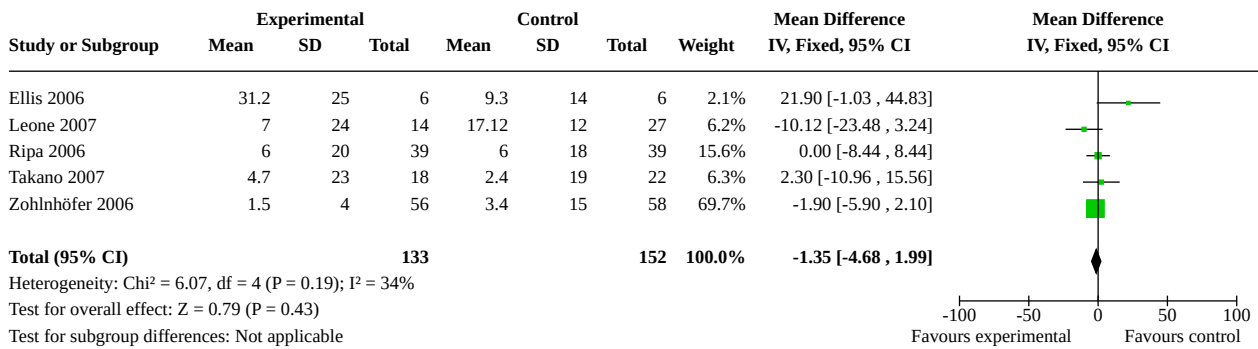 Experimental Control Mean Difference Mean Difference
Study or Subgroup Mean SD Total Mean SD Total Weight IV, Fixed, 95% CI IV, Fixed, 95% CI
Ellis 2006 31.2 25 6 9.3 14 6 2.1% 21.90 [-1.03 , 44.83]
Leone 2007 7 24 14 17.12 12 27 6.2% -10.12 [-23.48 , 3.24]
Ripa 2006 6 20 39 6 18 39 15.6% 0.00 [-8.44 , 8.44]
Takano 2007 4.7 23 18 2.4 19 22 6.3% 2.30 [-10.96 , 15.56]
Zohlnhöfer 2006 1.5 4 56 3.4 15 58 69.7% -1.90 [-5.90 , 2.10]
Total (95% CI) 133 152 100.0% -1.35 [-4.68 , 1.99]
Heterogeneity: Chi² = 6.07, df = 4 (P = 0.19); I² = 34%
Test for overall effect: Z = 0.79 (P = 0.43)
Test for subgroup differences: Not applicable
-100 -50 0 50 100
Favours experimental Favours control